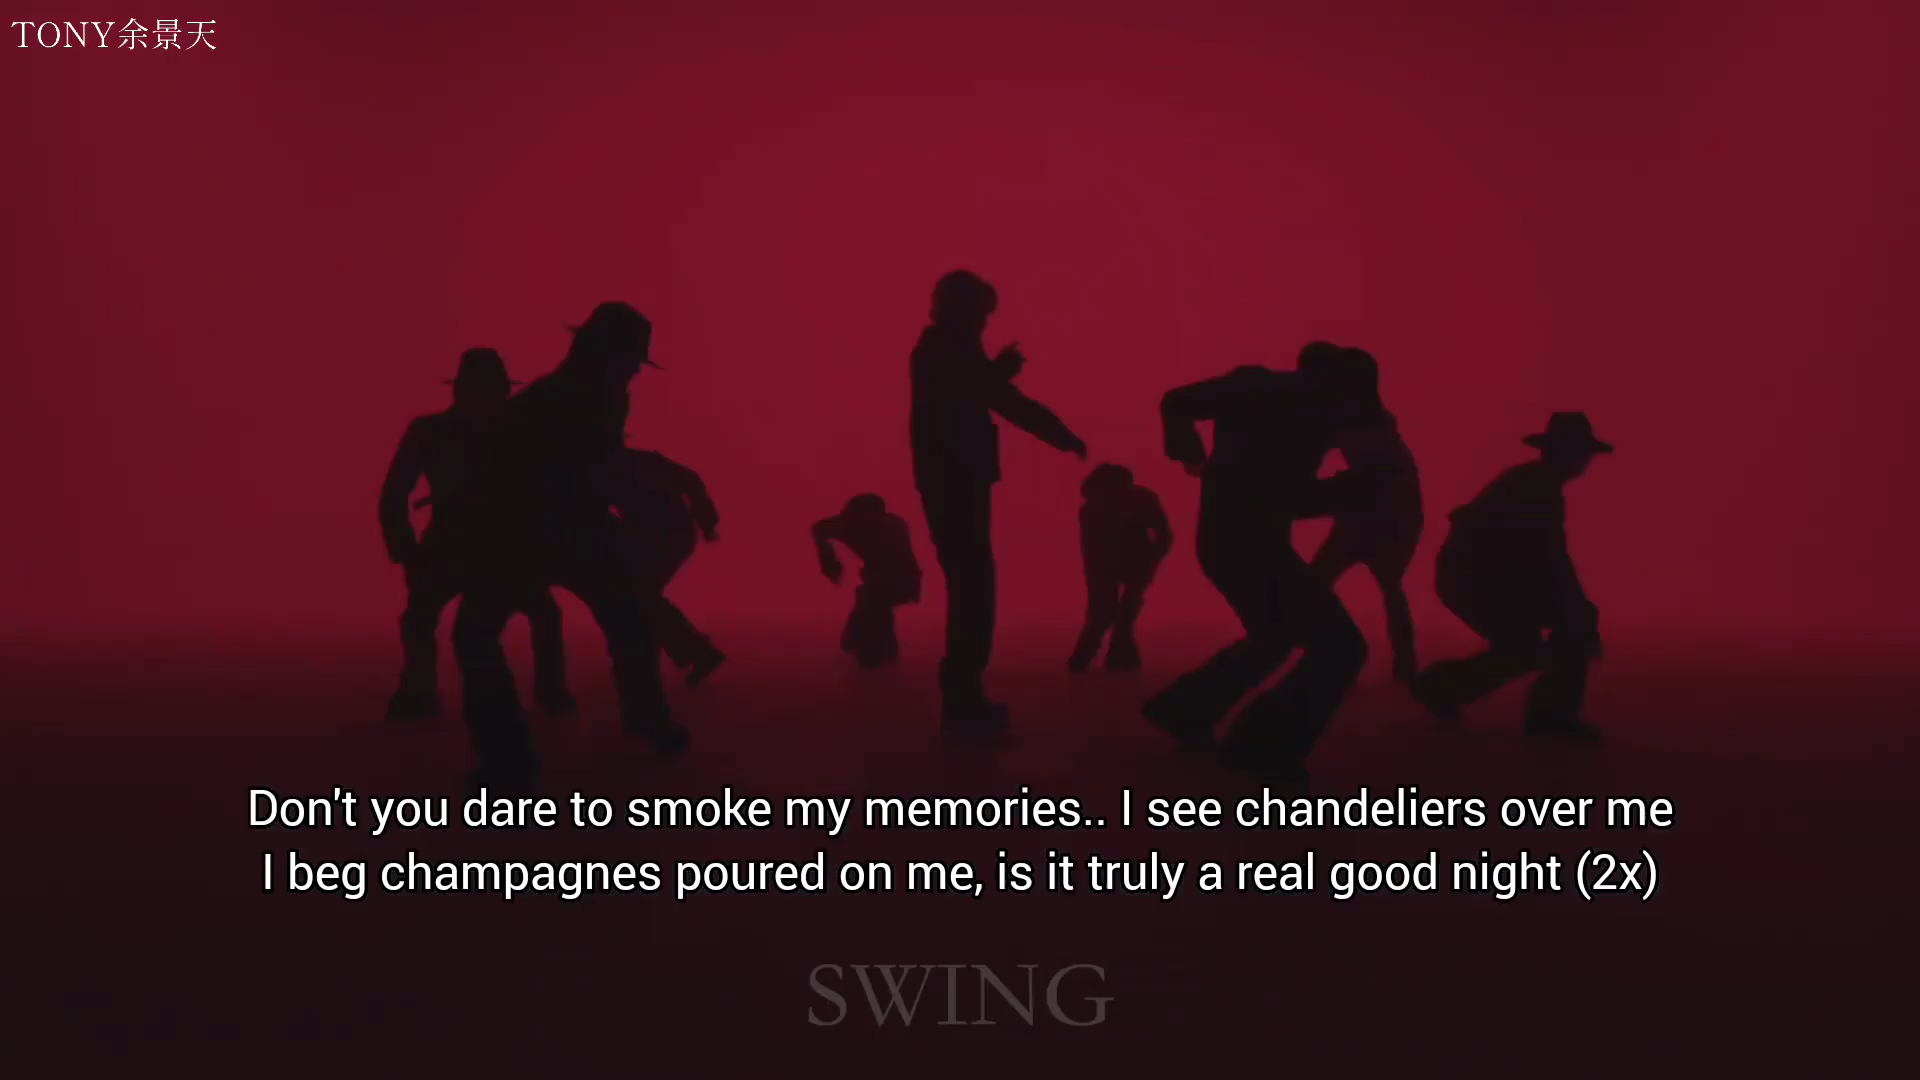 TONY余景天
Don't you dare to smoke my memories.. I see chandeliers over me
I beg champagnes poured on me, is it truly a real good night (2x)
SWING